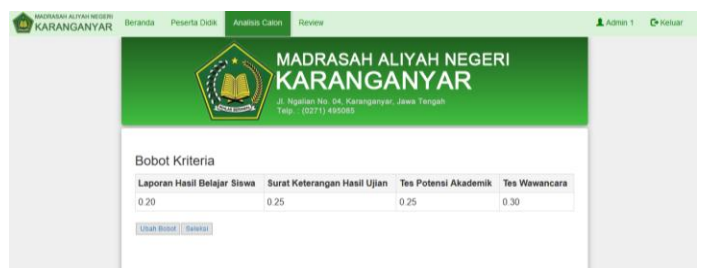 MADRASAH ALIYAH NEGERI
KARANGANYAR
Beranda Peserta Didik Analisis Calon Review Admin 1 Keluar
MADRASAH ALIYAH NEGERI
KARANGANYAR
Jl. Ngalian No. 04, Karanganyar, Jawa Tengah
Telp. : (0271) 495065
Bobot Kriteria
Laporan Hasil Belajar Siswa Surat Keterangan Hasil Ujian Tes Potensi Akademik Tes Wawancara
0.20 0.25 0.25 0.30
Ubah Bobot Seleksi